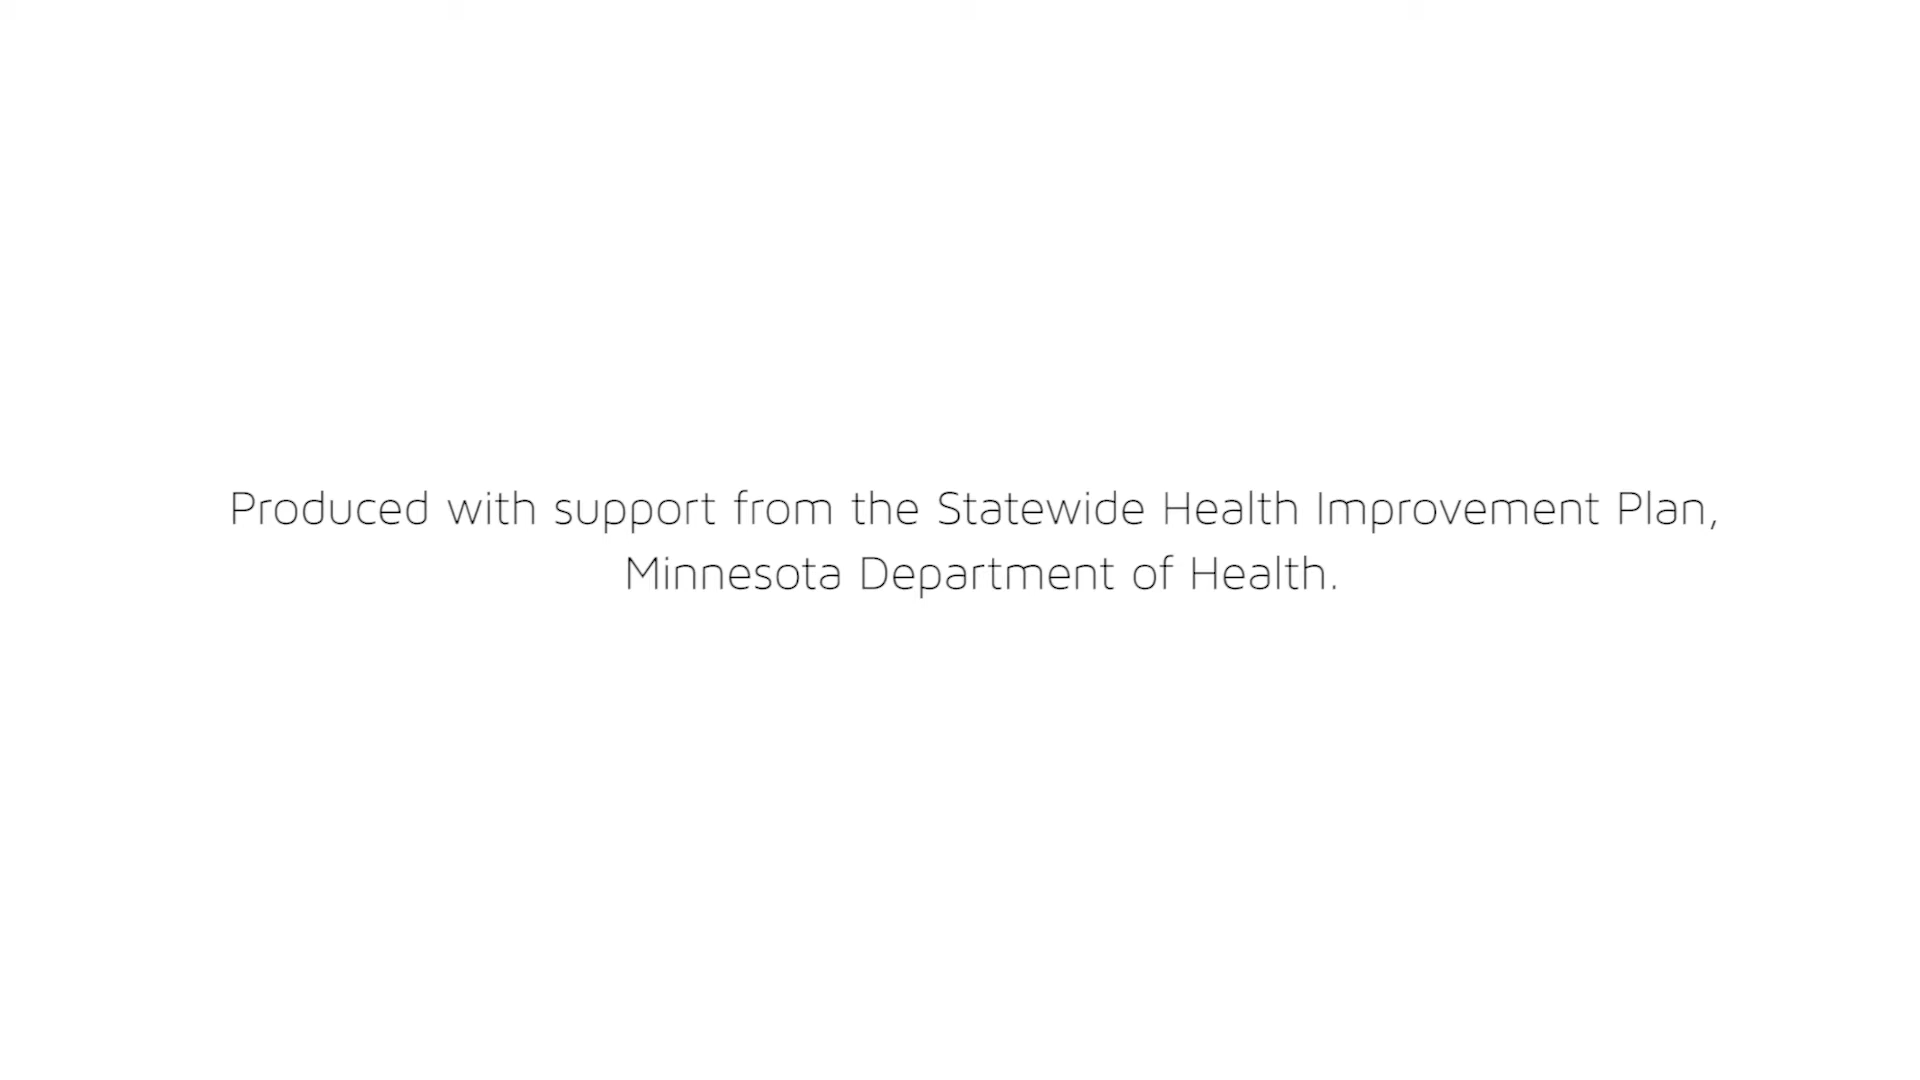 Produced with support from the Statewide Health Improvement Plan,
Minnesota Department of Health.